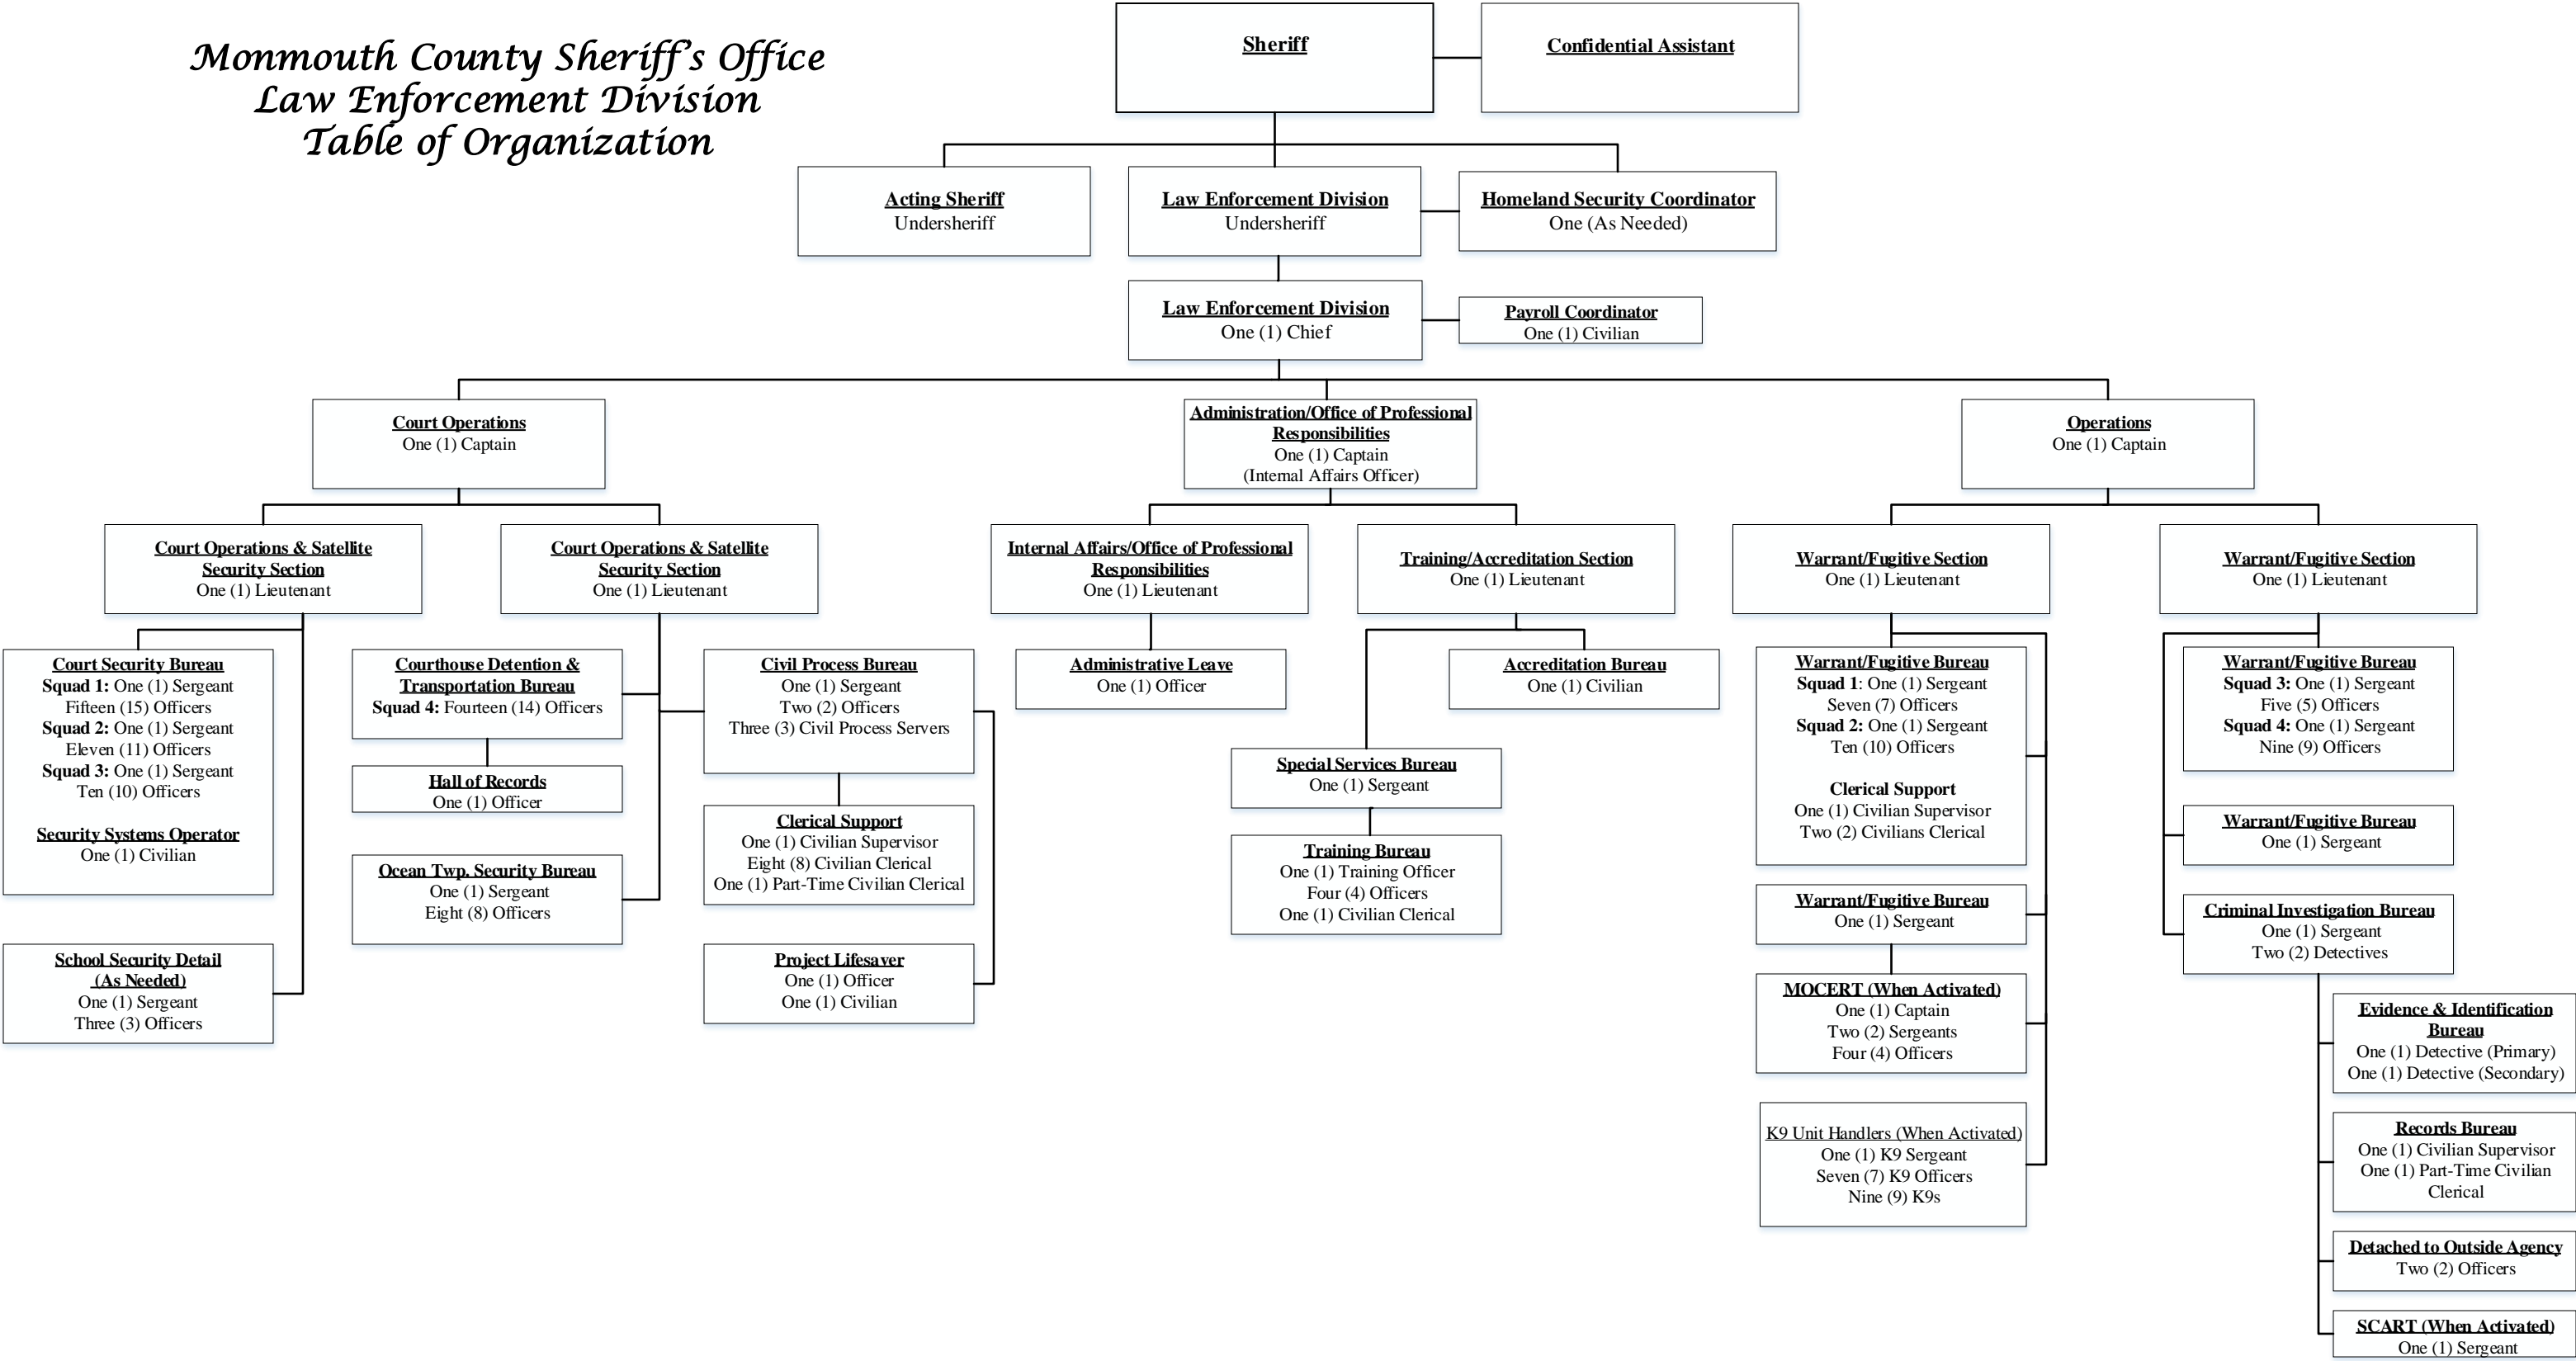 Monmouth County Sheriff's Office
Law Enforcement Division
Table of Organization
Sheriff
Confidential Assistant
Acting Sheriff
Undersheriff
Law Enforcement Division
Undersheriff
Homeland Security Coordinator
One (As Needed)
Law Enforcement Division
One (1) Chief
Payroll Coordinator
One (1) Civilian
Court Operations
One (1) Captain
Administration/Office of Professional
Responsibilities
One (1) Captain
(Internal Affairs Officer)
Operations
One (1) Captain
Court Operations & Satellite
Security Section
One (1) Lieutenant
Court Operations & Satellite
Security Section
One (1) Lieutenant
Internal Affairs/Office of Professional
Responsibilities
One (1) Lieutenant
Training/Accreditation Section
One (1) Lieutenant
Warrant/Fugitive Section
One (1) Lieutenant
Warrant/Fugitive Section
One (1) Lieutenant
Court Security Bureau
Squad 1: One (1) Sergeant
Fifteen (15) Officers
Squad 2: One (1) Sergeant
Eleven (11) Officers
Squad 3: One (1) Sergeant
Ten (10) Officers
Security Systems Operator
One (1) Civilian
School Security Detail
(As Needed)
One (1) Sergeant
Three (3) Officers
Courthouse Detention &
Transportation Bureau
Squad 4: Fourteen (14) Officers
Hall of Records
One (1) Officer
Ocean Twp. Security Bureau
One (1) Sergeant
Eight (8) Officers
Civil Process Bureau
One (1) Sergeant
Two (2) Officers
Three (3) Civil Process Servers
Clerical Support
One (1) Civilian Supervisor
Eight (8) Civilian Clerical
One (1) Part-Time Civilian Clerical
Project Lifesaver
One (1) Officer
One (1) Civilian
Administrative Leave
One (1) Officer
Accreditation Bureau
One (1) Civilian
Special Services Bureau
One (1) Sergeant
Training Bureau
One (1) Training Officer
Four (4) Officers
One (1) Civilian Clerical
Warrant/Fugitive Bureau
Squad 1: One (1) Sergeant
Seven (7) Officers
Squad 2: One (1) Sergeant
Ten (10) Officers
Clerical Support
One (1) Civilian Supervisor
Two (2) Civilians Clerical
Warrant/Fugitive Bureau
One (1) Sergeant
MOCERT (When Activated)
One (1) Captain
Two (2) Sergeants
Four (4) Officers
K9 Unit Handlers (When Activated)
One (1) K9 Sergeant
Seven (7) K9 Officers
Nine (9) K9s
Warrant/Fugitive Bureau
Squad 3: One (1) Sergeant
Five (5) Officers
Squad 4: One (1) Sergeant
Nine (9) Officers
Warrant/Fugitive Bureau
One (1) Sergeant
Criminal Investigation Bureau
One (1) Sergeant
Two (2) Detectives
Evidence & Identification
Bureau
One (1) Detective (Primary)
One (1) Detective (Secondary)
Records Bureau
One (1) Civilian Supervisor
One (1) Part-Time Civilian
Clerical
Detached to Outside Agency
Two (2) Officers
SCART (When Activated)
One (1) Sergeant